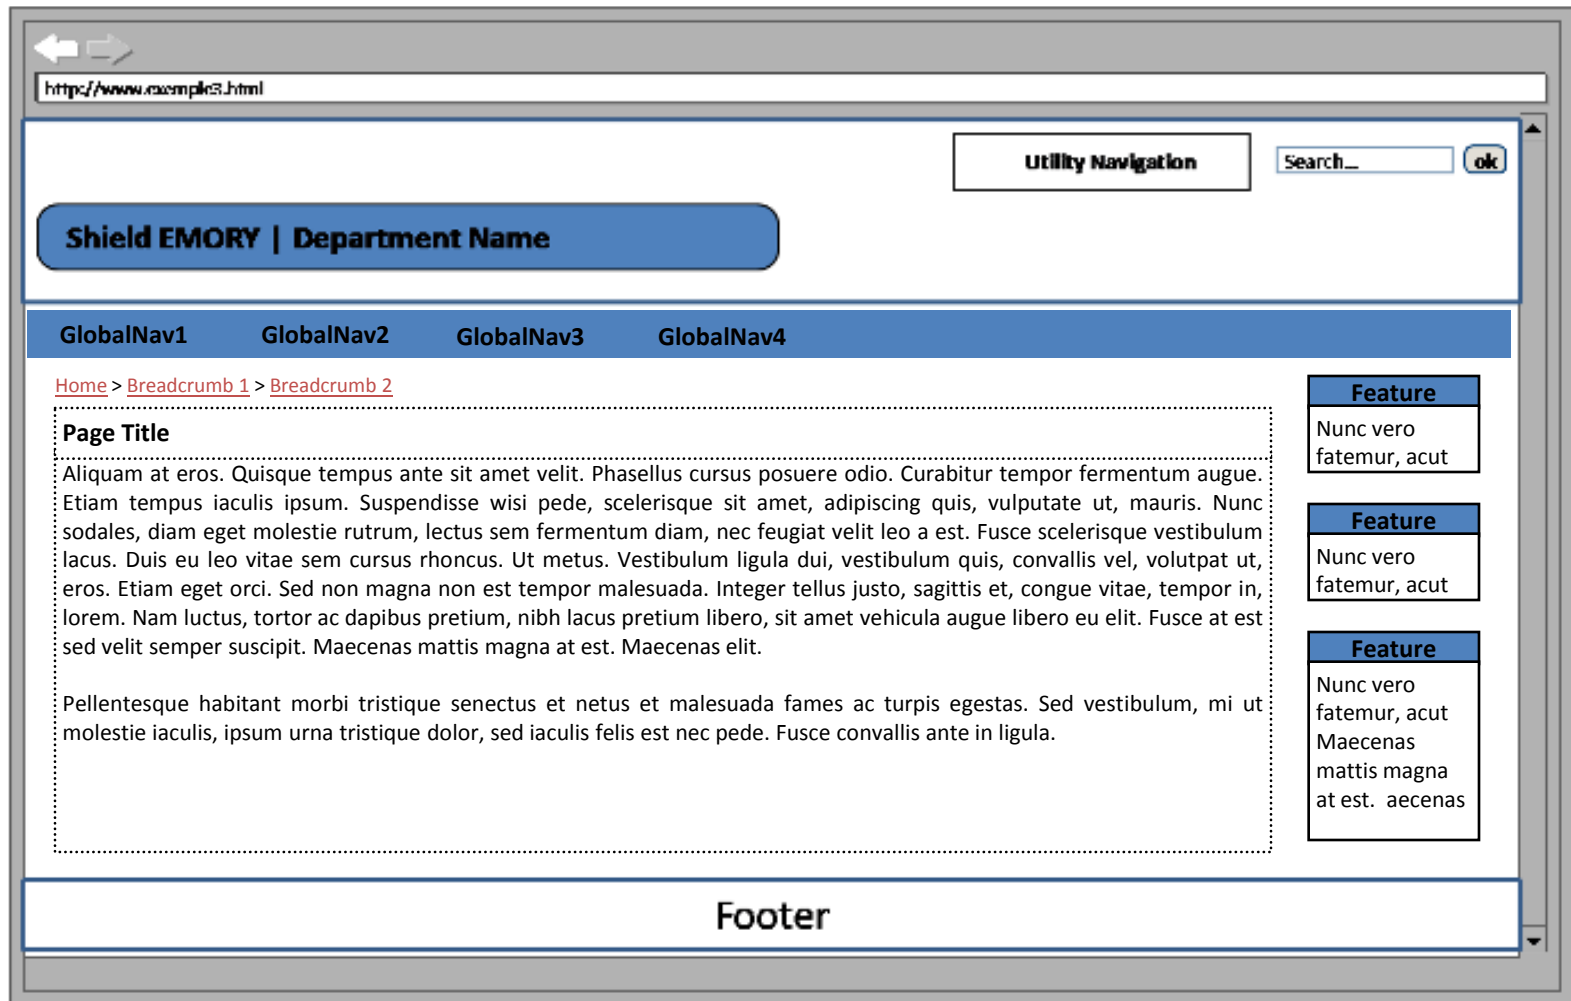 http://www.exemple3.html
Utility Navigation
Search...
ok
Shield EMORY | Department Name
GlobalNav1 GlobalNav2 GlobalNav3 GlobalNav4
Home > Breadcrumb 1 > Breadcrumb 2
Page Title
Aliquam at eros. Quisque tempus ante sit amet velit. Phasellus cursus posuere odio. Curabitur tempor fermentum augue.
Etiam tempus iaculis ipsum. Suspendisse wisi pede, scelerisque sit amet, adipiscing quis, vulputate ut, mauris. Nunc
sodales, diam eget molestie rutrum, lectus sem fermentum diam, nec feugiat velit leo a est. Fusce scelerisque vestibulum
lacus. Duis eu leo vitae sem cursus rhoncus. Ut metus. Vestibulum ligula dui, vestibulum quis, convallis vel, volutpat ut,
eros. Etiam eget orci. Sed non magna non est tempor malesuada. Integer tellus justo, sagittis et, congue vitae, tempor in,
lorem. Nam luctus, tortor ac dapibus pretium, nibh lacus pretium libero, sit amet vehicula augue libero eu elit. Fusce at est
sed velit semper suscipit. Maecenas mattis magna at est. Maecenas elit.
Pellentesque habitant morbi tristique senectus et netus et malesuada fames ac turpis egestas. Sed vestibulum, mi ut
molestie iaculis, ipsum urna tristique dolor, sed iaculis felis est nec pede. Fusce convallis ante in ligula.
Feature
Nunc vero
fatemur, acut
Feature
Nunc vero
fatemur, acut
Feature
Nunc vero
fatemur, acut
Maecenas
mattis magna
at est. aecenas
Footer